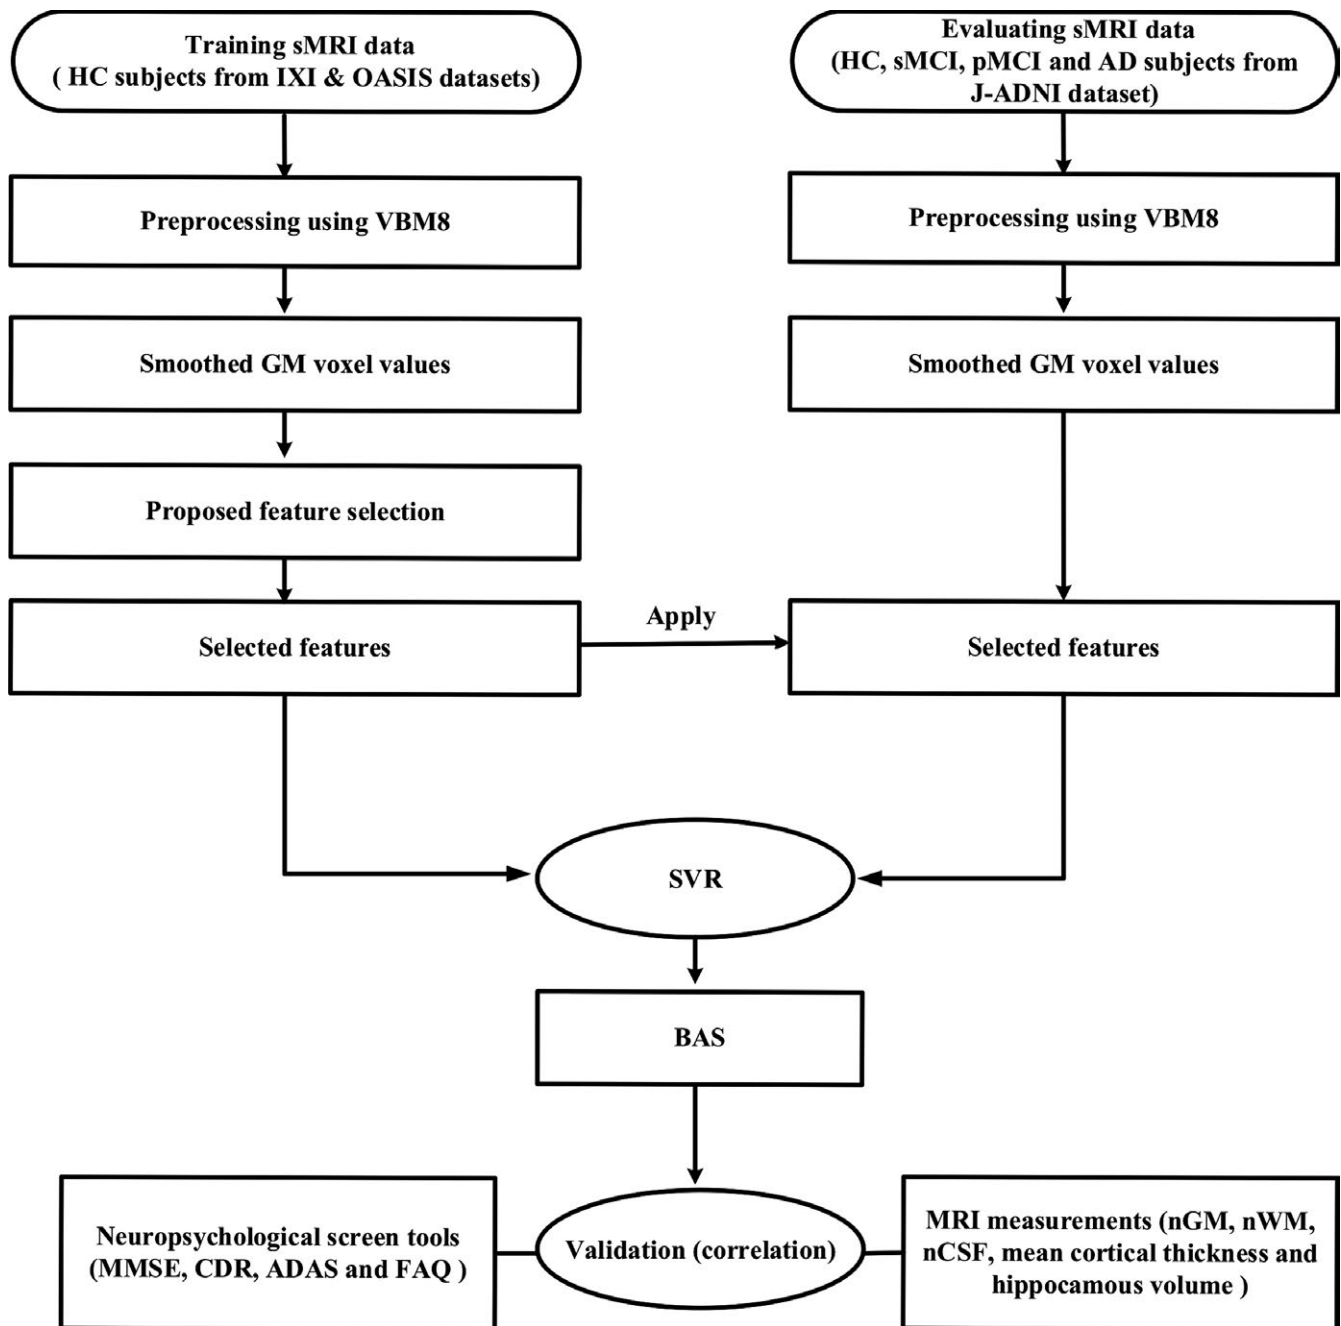 Training sMRI data
( HC subjects from IXI & OASIS datasets)
Evaluating sMRI data
(HC, sMCI, pMCI and AD subjects from
J-ADNI dataset)
Preprocessing using VBM8
Preprocessing using VBM8
Smoothed GM voxel values
Smoothed GM voxel values
Proposed feature selection
Selected features
Apply
Selected features
SVR
BAS
Neuropsychological screen tools
(MMSE, CDR, ADAS and FAQ )
Validation (correlation)
MRI measurements (nGM, nWM,
nCSF, mean cortical thickness and
hippocamous volume )